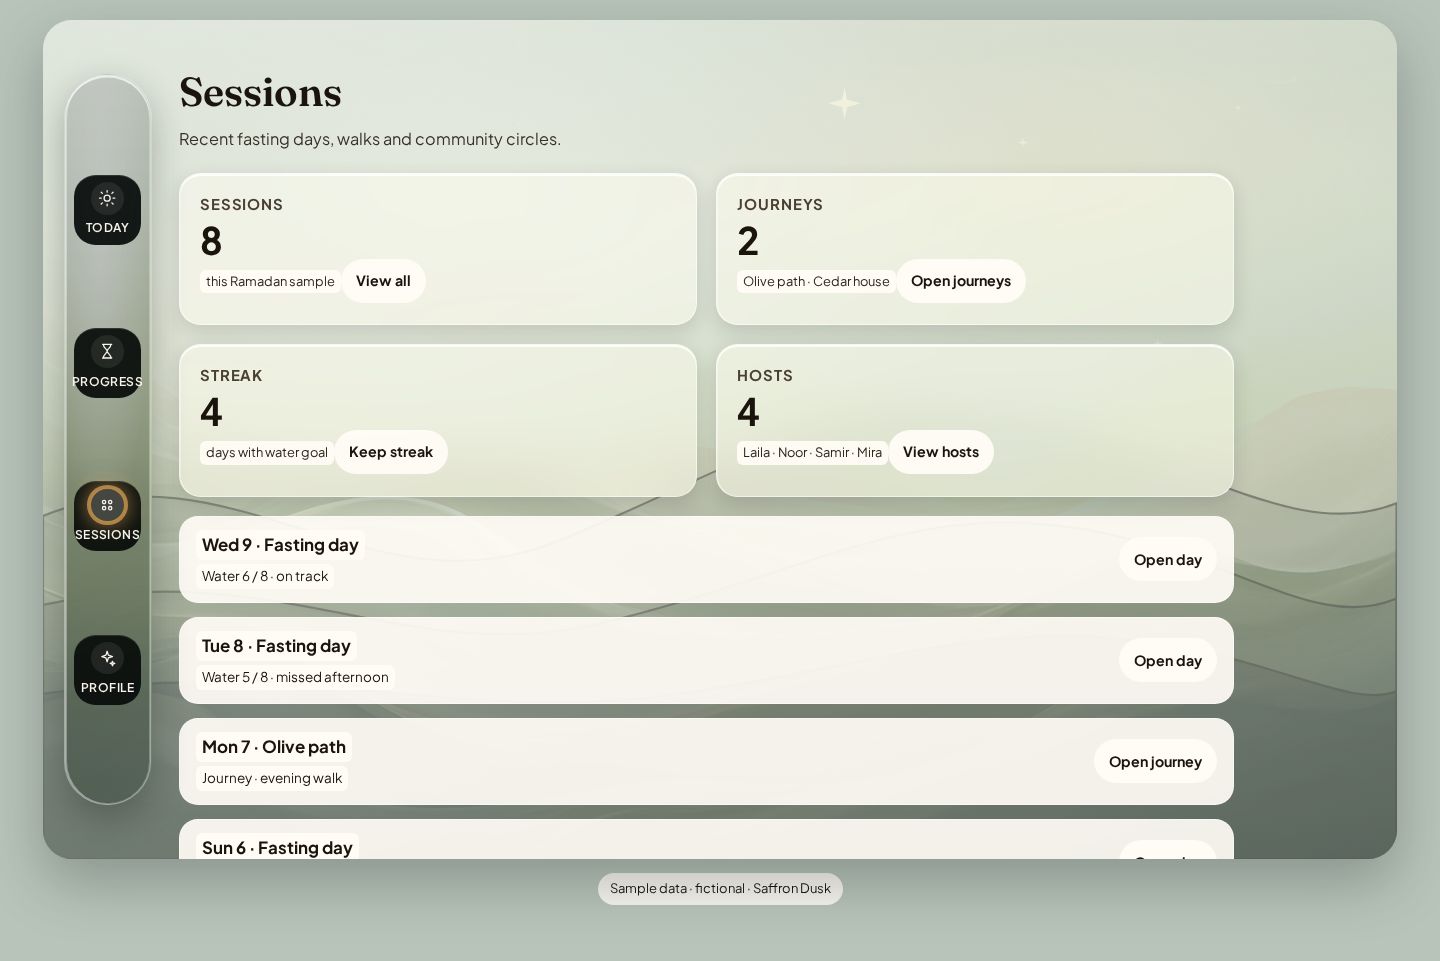 Sessions
Recent fasting days, walks and community circles.
TODAY
PROGRESS
SESSIONS
PROFILE
SESSIONS
8
this Ramadan sample
View all
JOURNEYS
2
Olive path · Cedar house
Open journeys
STREAK
4
days with water goal
Keep streak
HOSTS
4
Laila · Noor · Samir · Mira
View hosts
Wed 9 · Fasting day
Water 6 / 8 · on track
Open day
Tue 8 · Fasting day
Water 5 / 8 · missed afternoon
Open day
Mon 7 · Olive path
Journey · evening walk
Open journey
Sun 6 · Fasting day
Sample data · fictional · Saffron Dusk